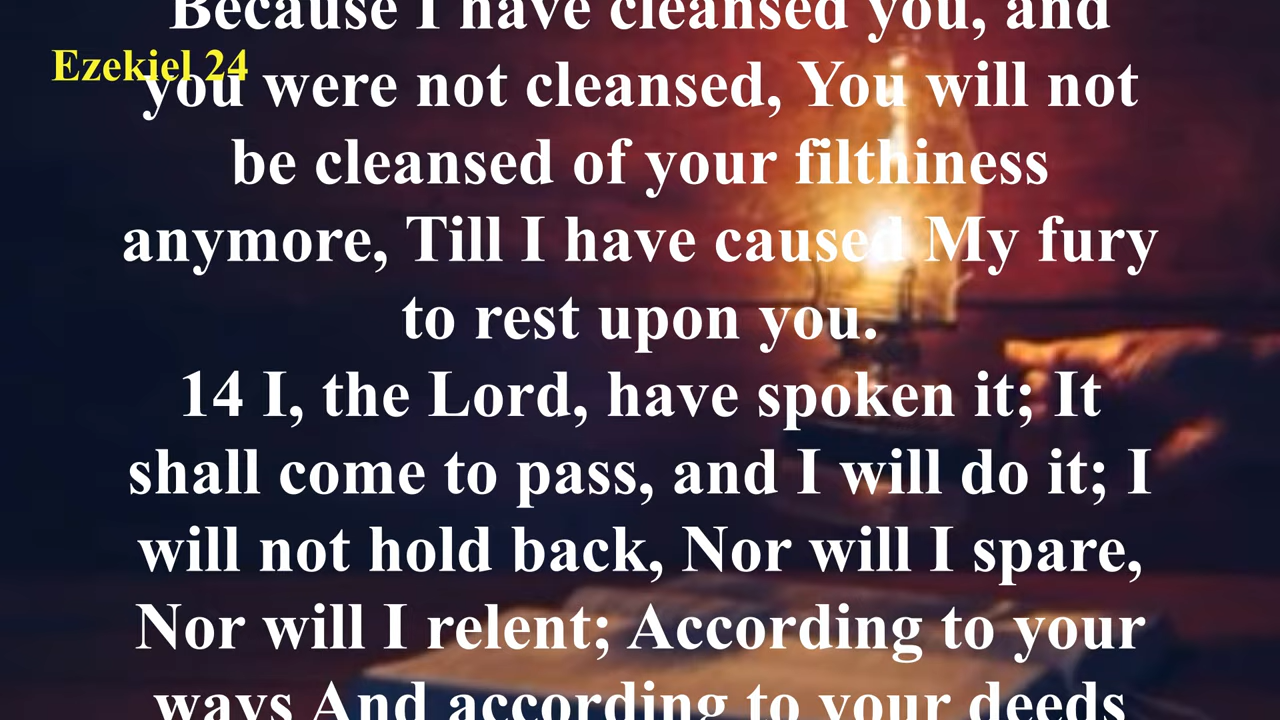 Because I have cleansed you, and
Ezekiel 24
you were not cleansed, You will not
be cleansed of your filthiness
anymore, Till I have caused My fury
to rest upon you.
14 I, the Lord, have spoken it; It
shall come to pass, and I will do it; I
will not hold back, Nor will I spare,
Nor will I relent; According to your
ways And according to your deeds